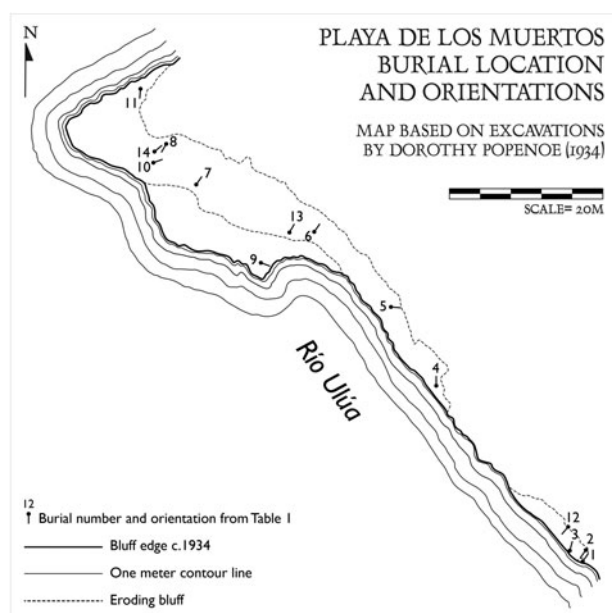 N
PLAYA DE LOS MUERTOS
BURIAL LOCATION
AND ORIENTATIONS
MAP BASED ON EXCAVATIONS
BY DOROTHY POPENOE (1934)
SCALE= 20M
11
8
14
10
7
13
6
9
5
4
Río Ulúa
12
3
2
1
12
Burial number and orientation from Table 1
Bluff edge c.1934
One meter contour line
Eroding bluff